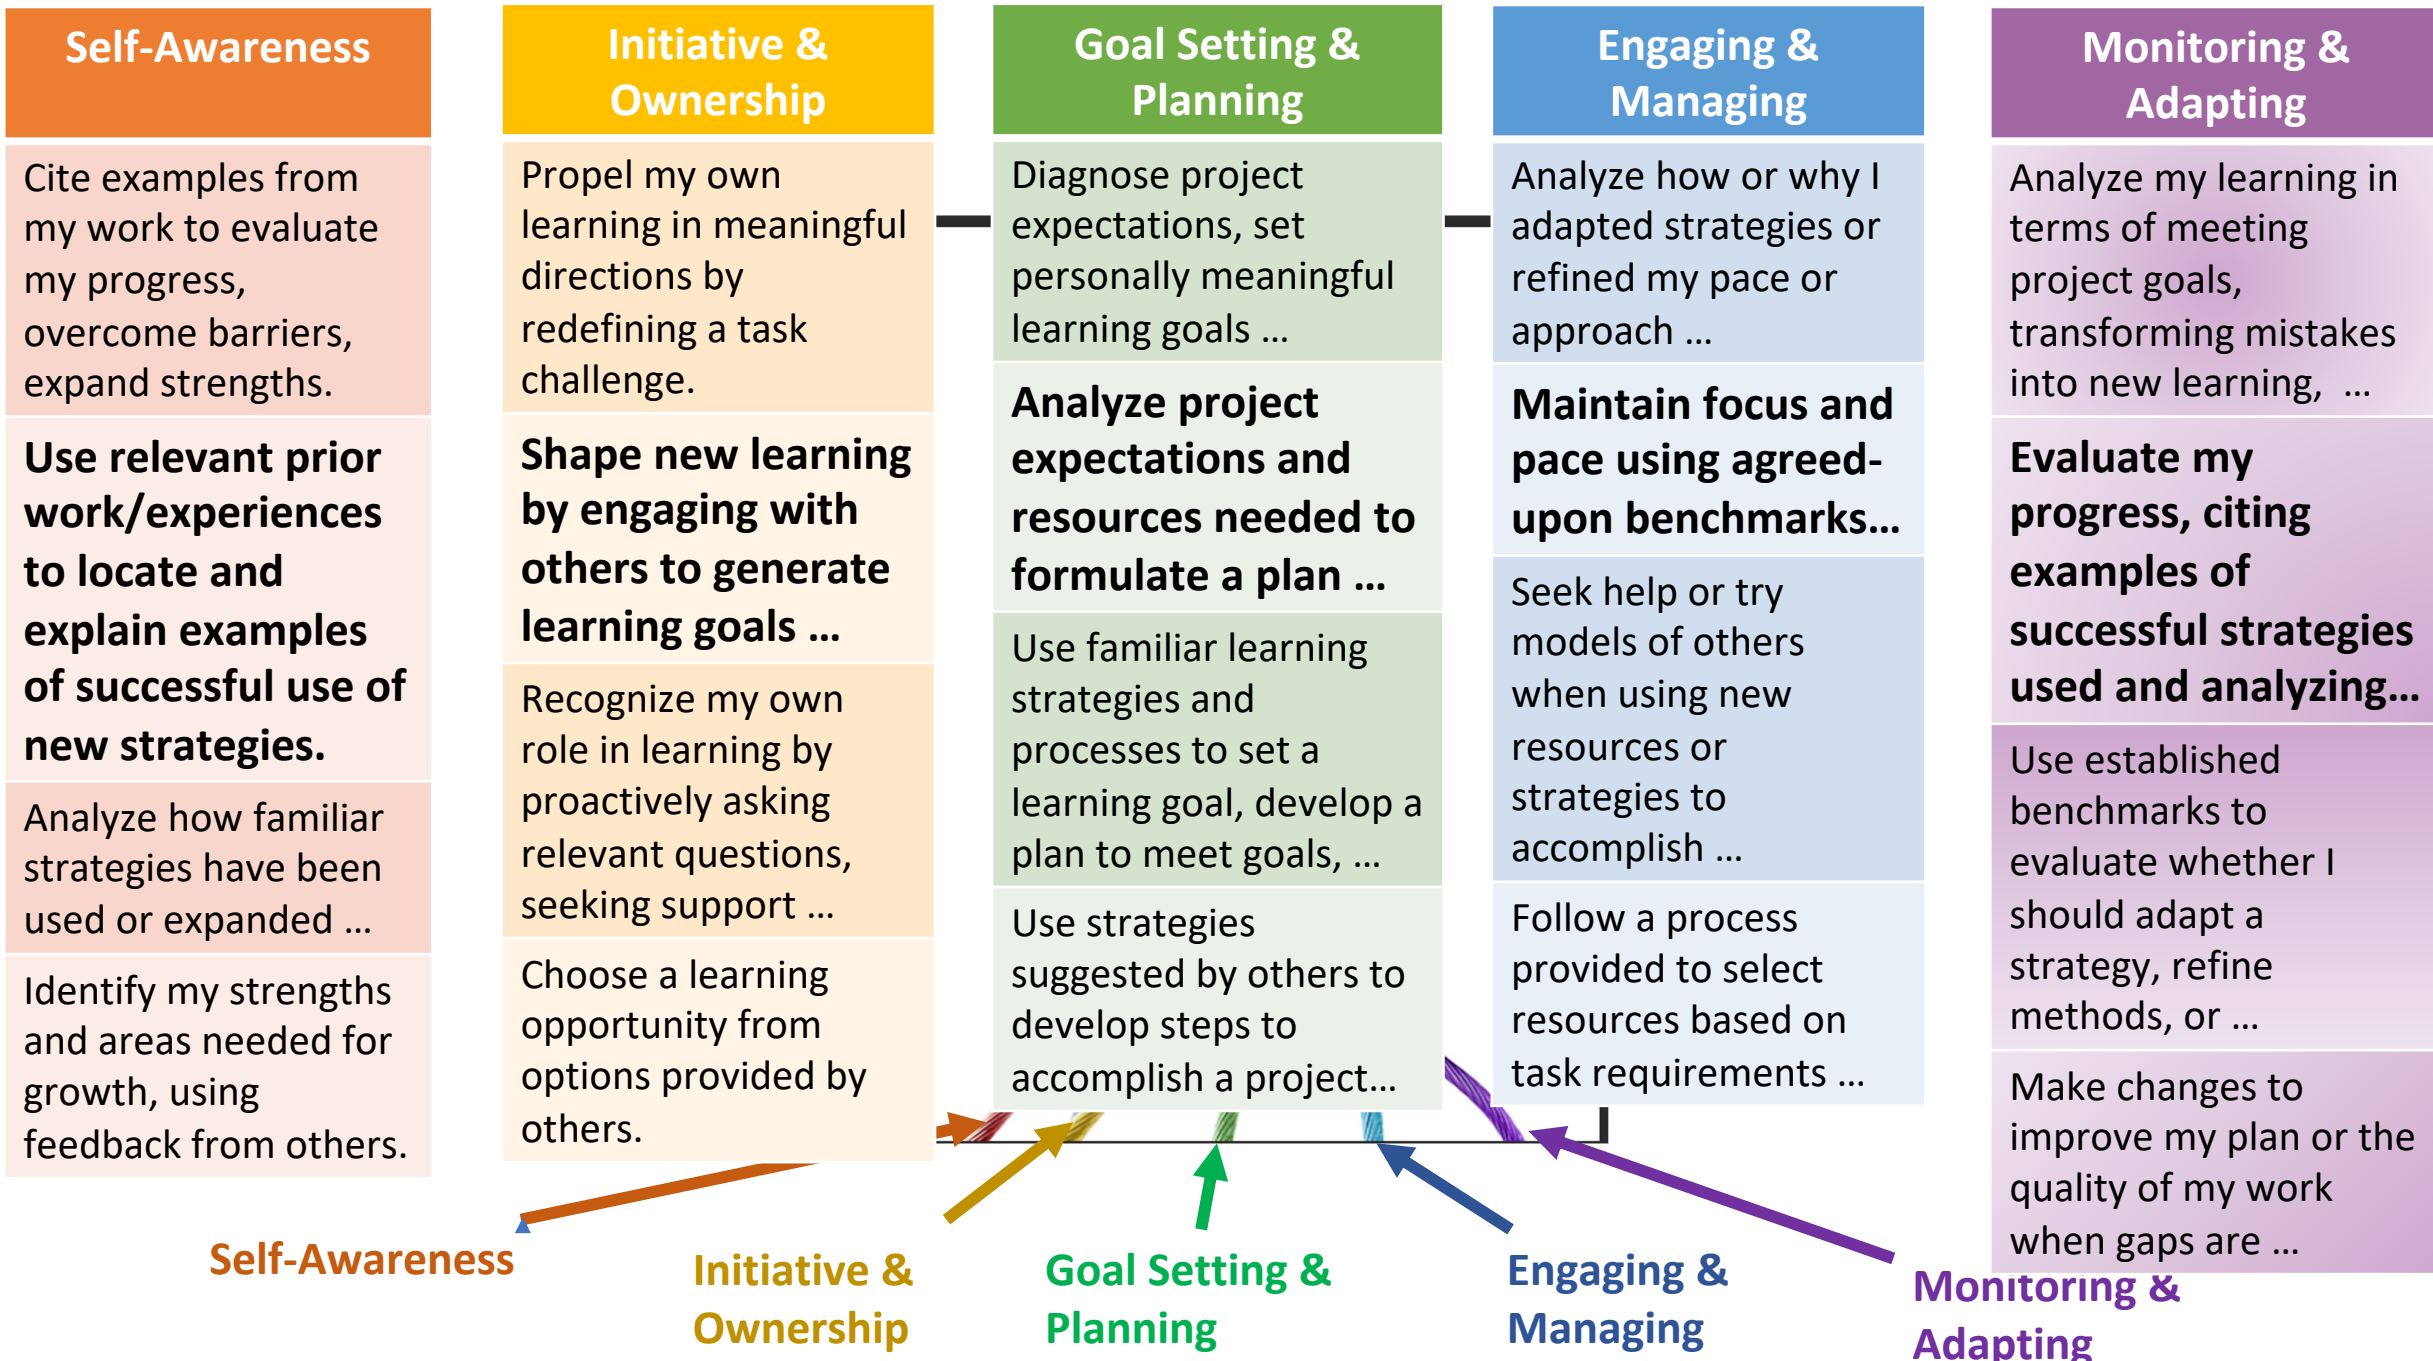 Self-Awareness
Cite examples from
my work to evaluate
my progress,
overcome barriers,
expand strengths.
Use relevant prior
work/experiences
to locate and
explain examples
of successful use of
new strategies.
Analyze how familiar
strategies have been
used or expanded ...
Identify my strengths
and areas needed for
growth, using
feedback from others.
Initiative &
Ownership
Propel my own
learning in meaningful
directions by
redefining a task
challenge.
Shape new learning
by engaging with
others to generate
learning goals ...
Recognize my own
role in learning by
proactively asking
relevant questions,
seeking support ...
Choose a learning
opportunity from
options provided by
others.
Goal Setting &
Planning
Diagnose project
expectations, set
personally meaningful
learning goals ...
Analyze project
expectations and
resources needed to
formulate a plan ...
Use familiar learning
strategies and
processes to set a
learning goal, develop a
plan to meet goals, ...
Use strategies
suggested by others to
develop steps to
accomplish a project...
Engaging &
Managing
Analyze how or why I
adapted strategies or
refined my pace or
approach ...
Maintain focus and
pace using agreed-
upon benchmarks...
Seek help or try
models of others
when using new
resources or
strategies to
accomplish ...
Follow a process
provided to select
resources based on
task requirements ...
Monitoring &
Adapting
Analyze my learning in
terms of meeting
project goals,
transforming mistakes
into new learning,  ...
Evaluate my
progress, citing
examples of
successful strategies
used and analyzing...
Use established
benchmarks to
evaluate whether I
should adapt a
strategy, refine
methods, or ...
Make changes to
improve my plan or the
quality of my work
when gaps are ...
Self-Awareness
Initiative &
Ownership
Goal Setting &
Planning
Engaging &
Managing
Monitoring &
Adapting